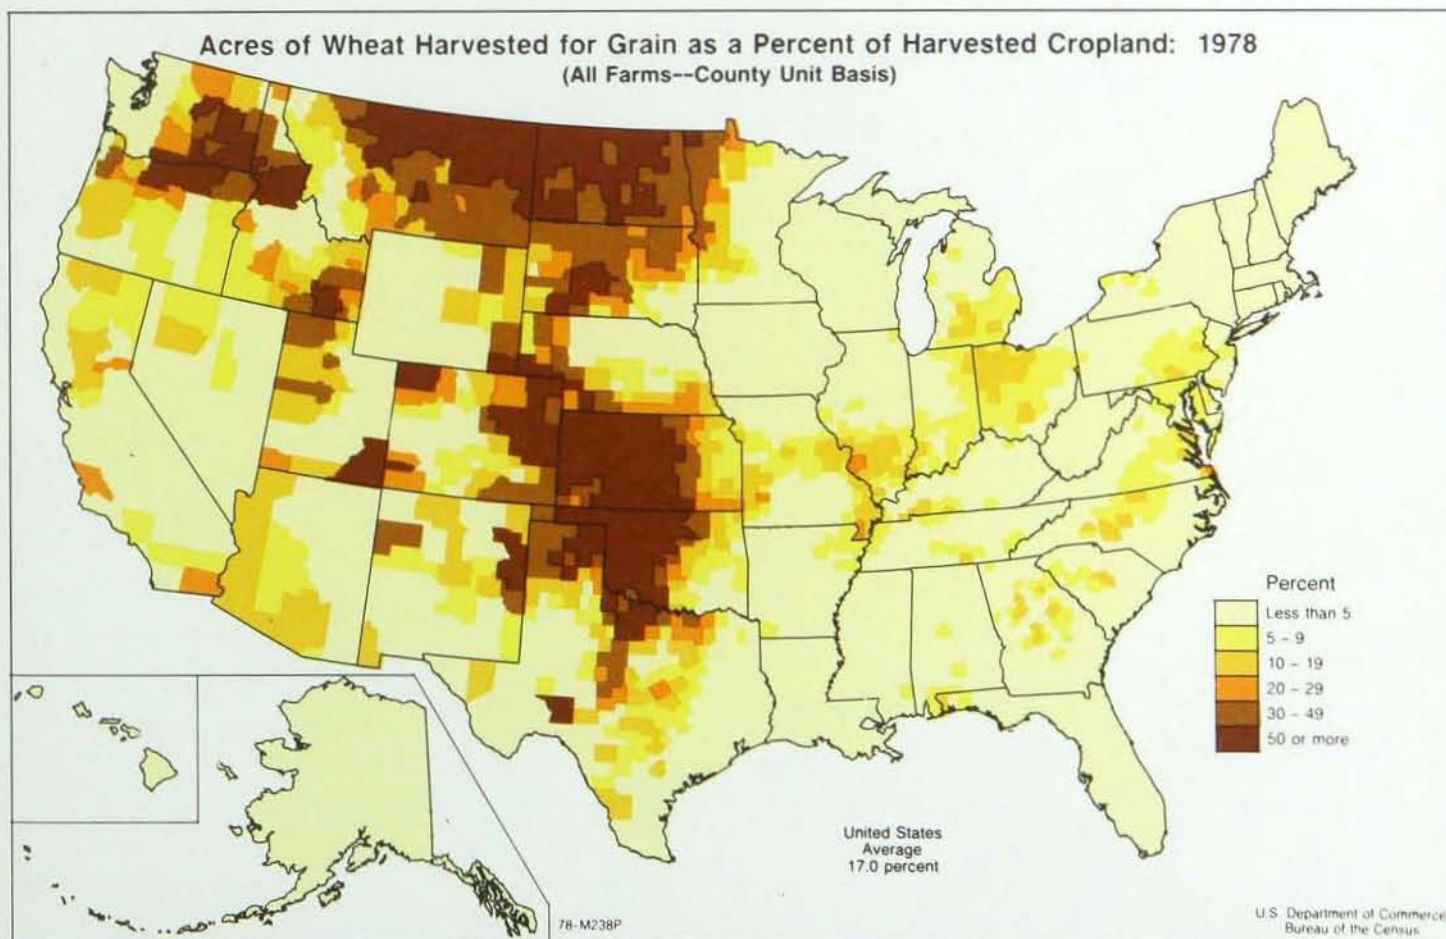 Acres of Wheat Harvested for Grain as a Percent of Harvested Cropland: 1978
(All Farms--County Unit Basis)
Percent
Less than 5
5 - 9
10 - 19
20 - 29
30 - 49
50 or more
United States
Average
17.0 percent
78-M238P
U.S. Department of Commerce
Bureau of the Census